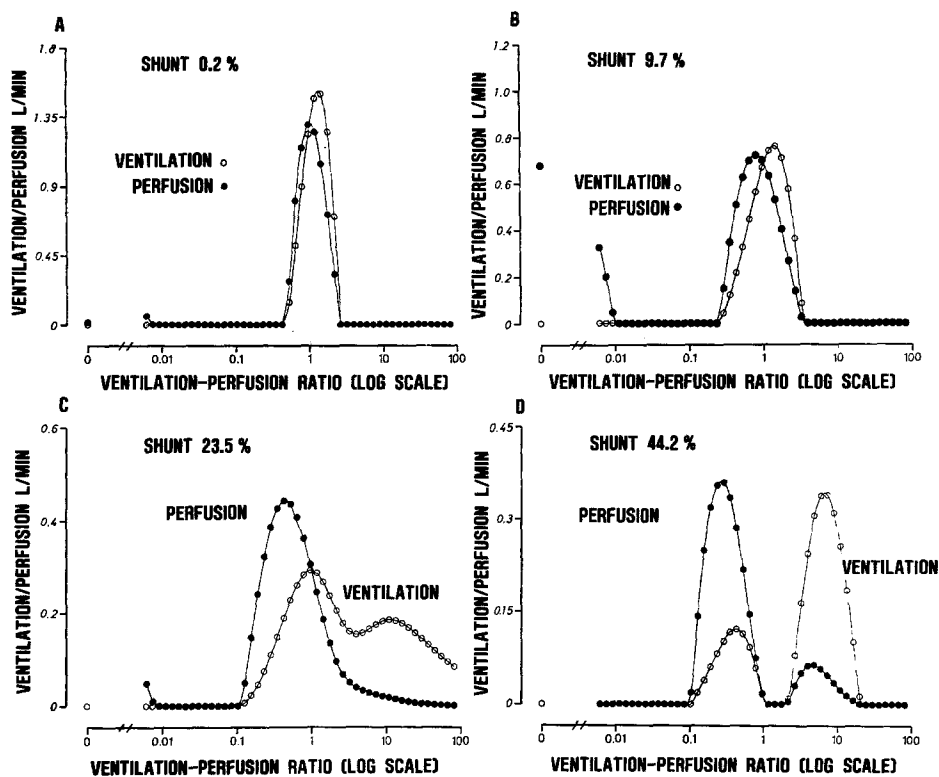 A
SHUNT 0.2 %
VENTILATION
PERFUSION
VENTILATION/PERFUSION L/MIN
1.8
1.35
0.9
0.45
0
0 0.01 0.1 1 10 100
VENTILATION-PERFUSION RATIO (LOG SCALE)
B
SHUNT 9.7 %
VENTILATION
PERFUSION
VENTILATION/PERFUSION L/MIN
1.2
1.0
0.8
0.6
0.4
0.2
0
0 0.01 0.1 1 10 100
VENTILATION-PERFUSION RATIO (LOG SCALE)
C
SHUNT 23.5 %
PERFUSION
VENTILATION
VENTILATION/PERFUSION L/MIN
0.6
0.4
0.2
0
0 0.01 0.1 1 10 100
VENTILATION-PERFUSION RATIO (LOG SCALE)
D
SHUNT 44.2 %
PERFUSION
VENTILATION
VENTILATION/PERFUSION L/MIN
0.45
0.3
0.15
0
0 0.01 0.1 1 10 100
VENTILATION-PERFUSION RATIO (LOG SCALE)